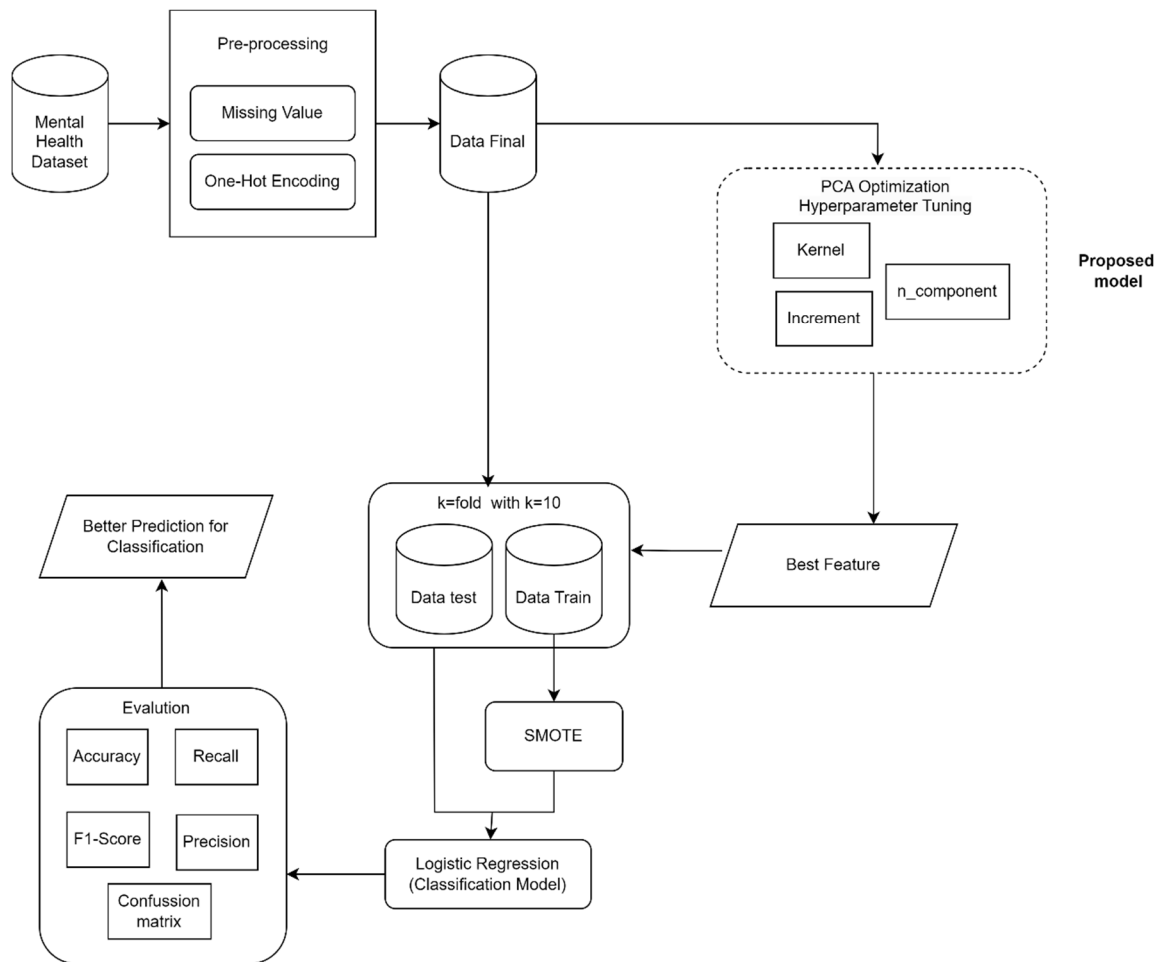 Pre-processing
Missing Value
One-Hot Encoding
Mental
Health
Dataset
Data Final
PCA Optimization
Hyperparameter Tuning
Kernel
n_component
Increment
Proposed
model
k=fold with k=10
Data test
Data Train
Best Feature
Better Prediction for
Classification
SMOTE
Evalution
Accuracy
Recall
F1-Score
Precision
Confussion
matrix
Logistic Regression
(Classification Model)